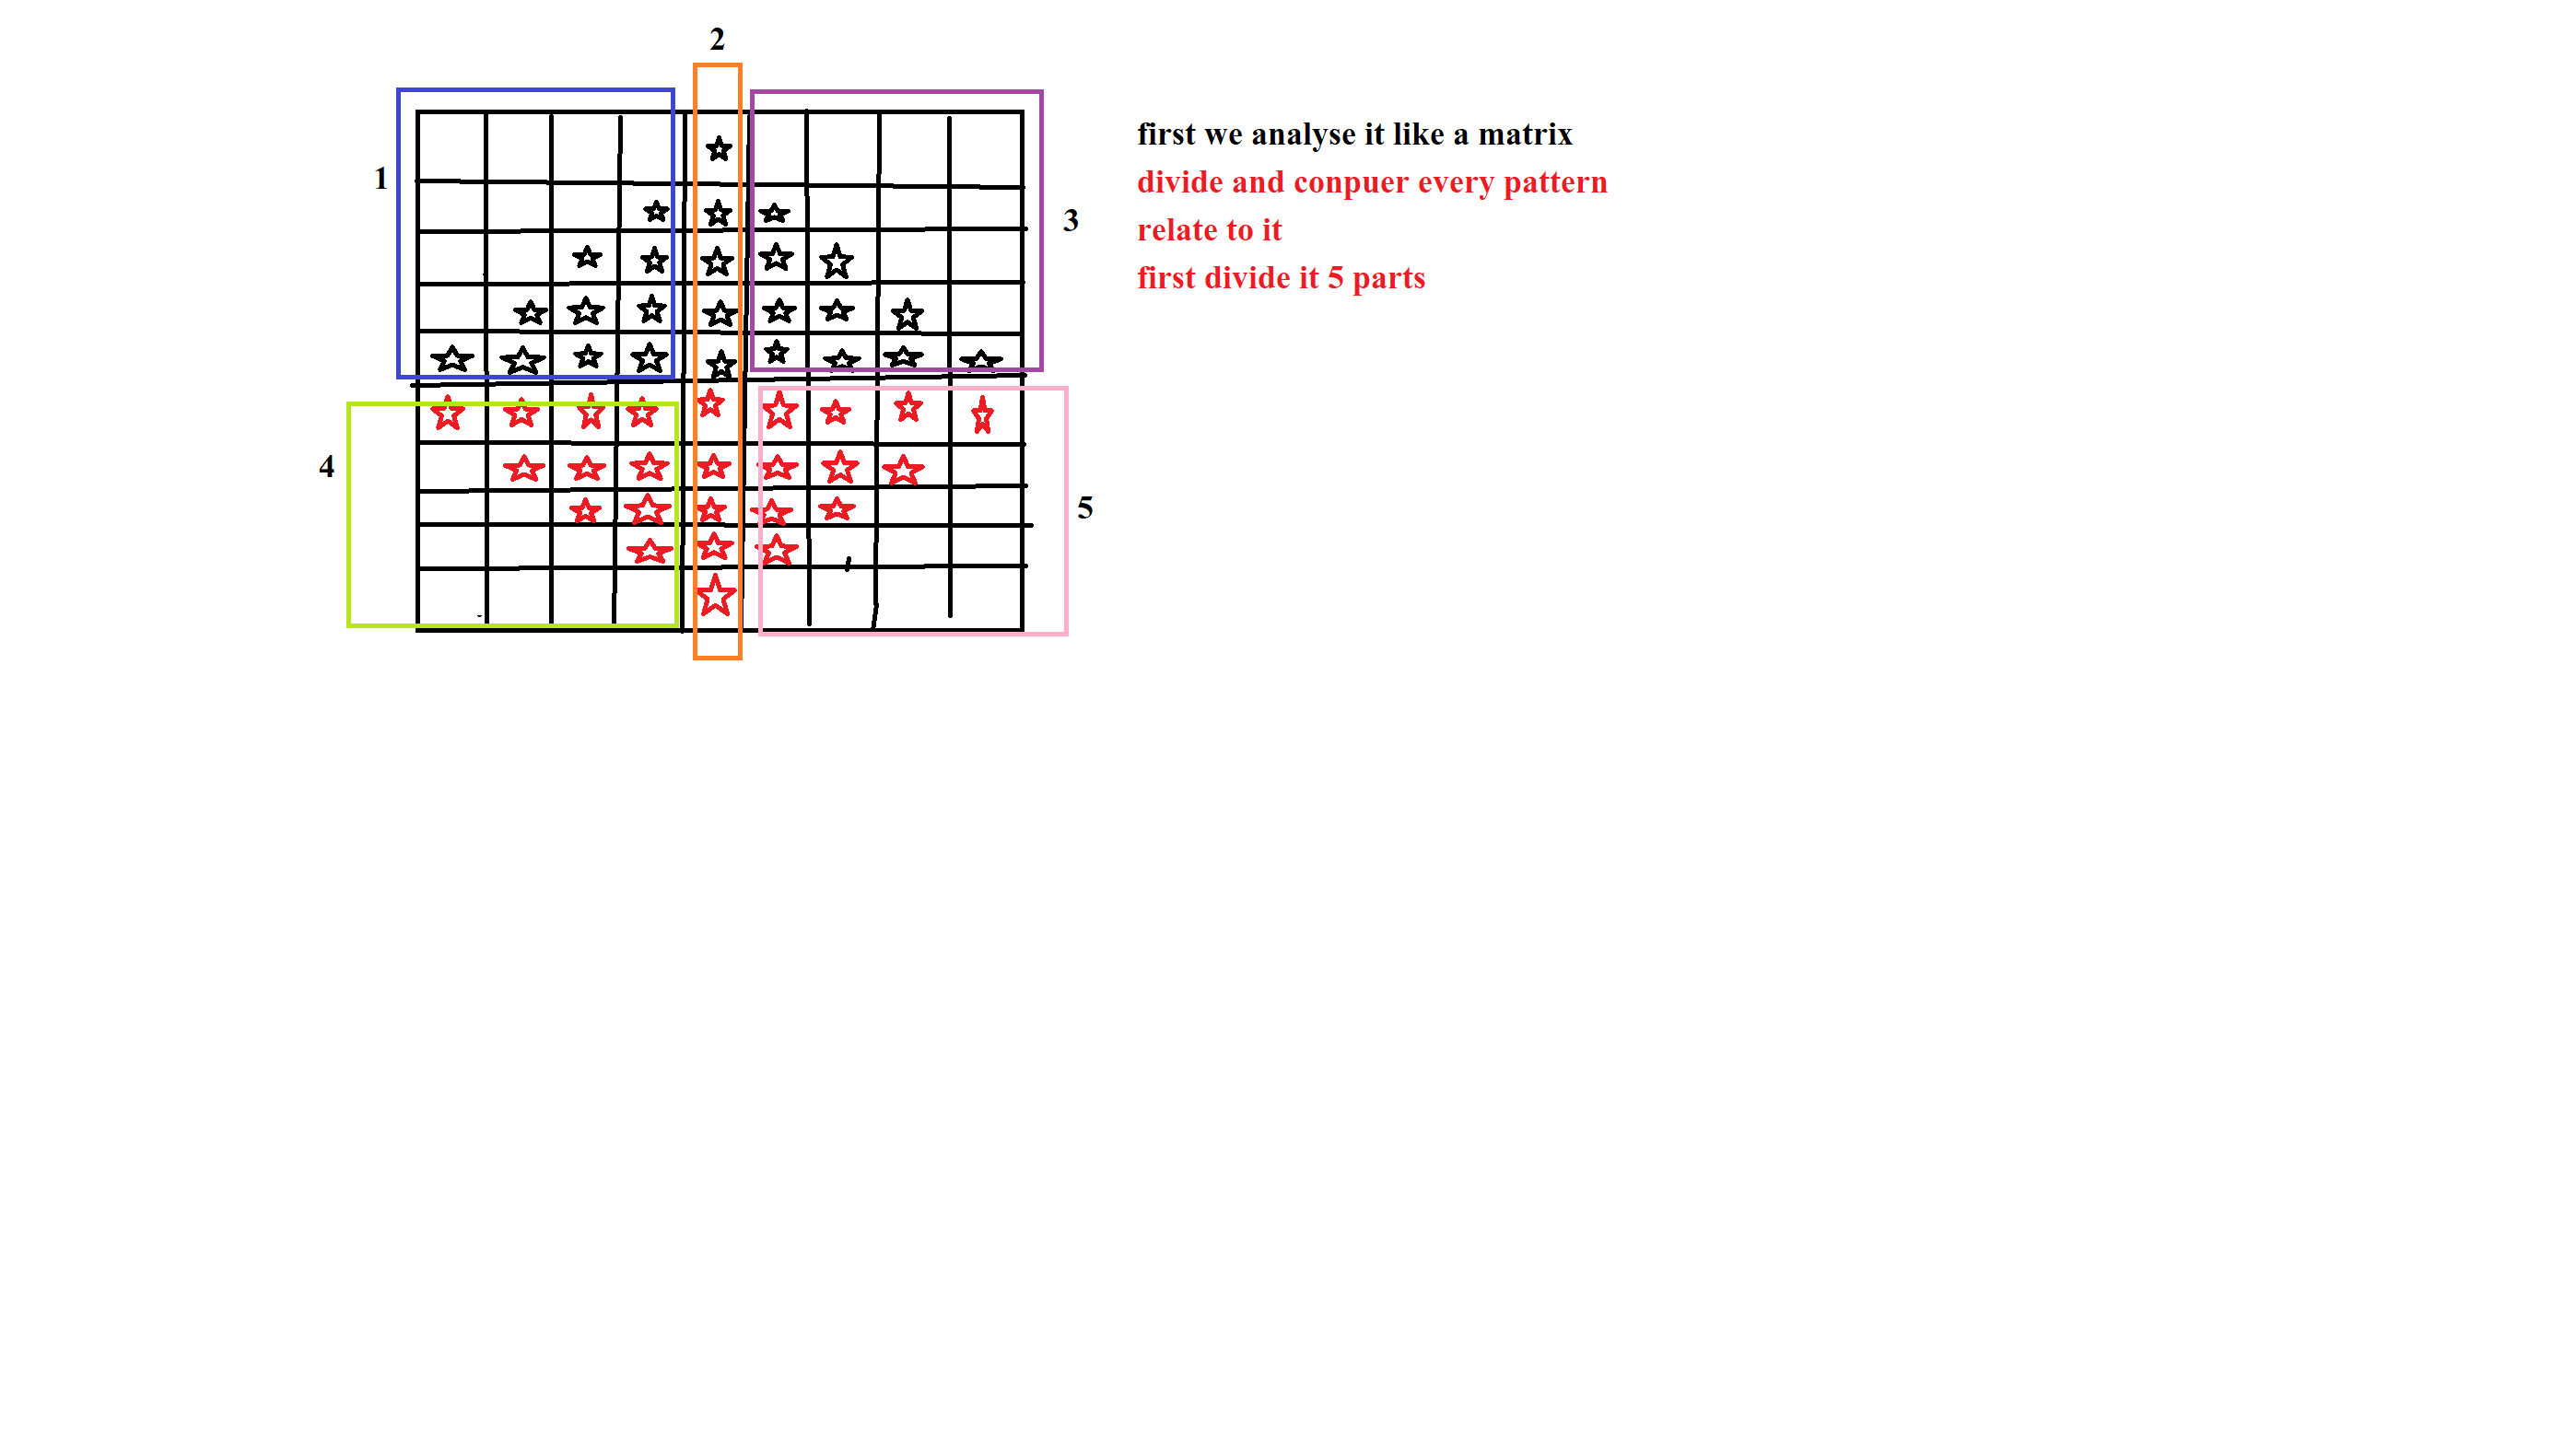 2
1
3
first we analyse it like a matrix
divide and conpuer every pattern
relate to it
first divide it 5 parts
4
5